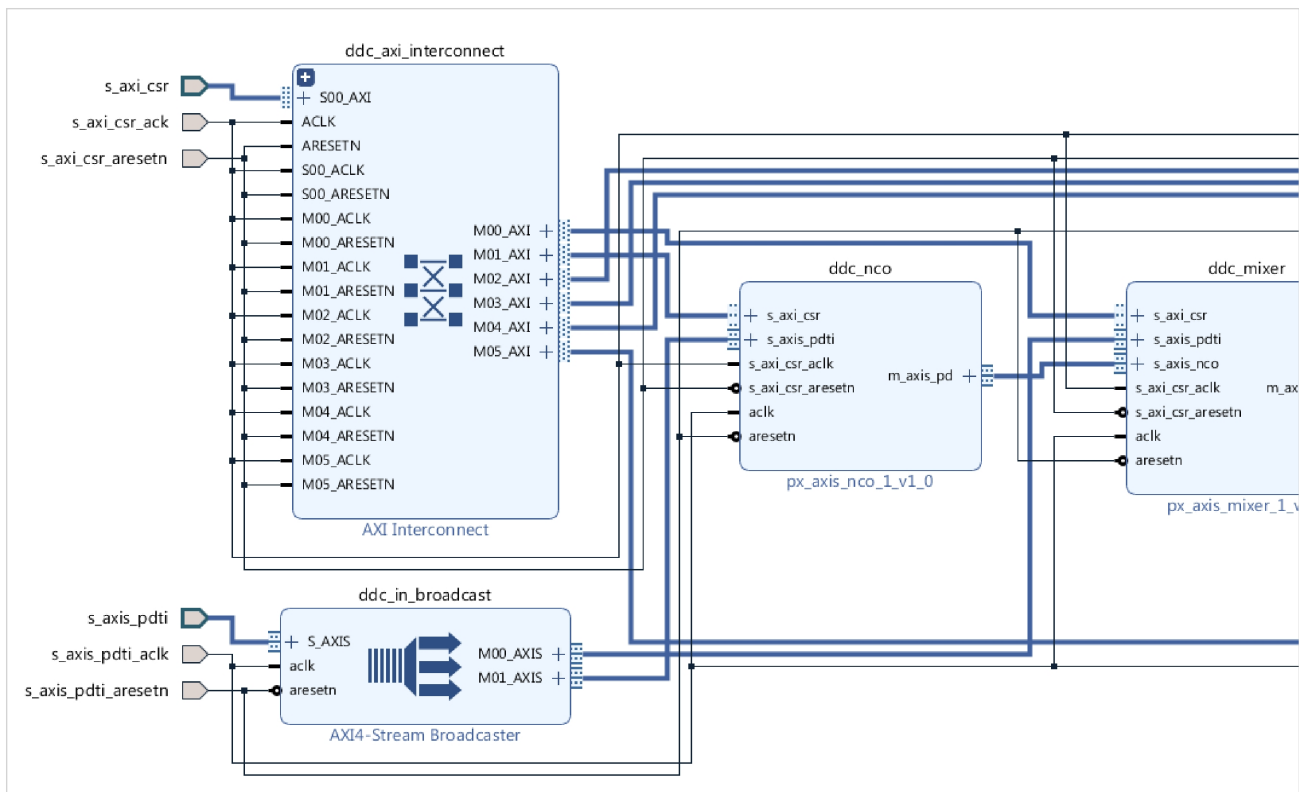 ddc_axi_interconnect
s_axi_csr
s_axi_csr_ack
s_axi_csr_aresetn
S00_AXI
ACLK
ARESETN
S00_ACLK
S00_ARESETN
M00_ACLK
M00_ARESETN
M01_ACLK
M01_ARESETN
M02_ACLK
M02_ARESETN
M03_ACLK
M03_ARESETN
M04_ACLK
M04_ARESETN
M05_ACLK
M05_ARESETN
M00_AXI
M01_AXI
M02_AXI
M03_AXI
M04_AXI
M05_AXI
AXI Interconnect
ddc_nco
s_axi_csr
s_axis_pdti
s_axi_csr_aclk
s_axi_csr_aresetn
aclk
aresetn
m_axis_pd
px_axis_nco_1_v1_0
ddc_mixer
s_axi_csr
s_axis_pdti
s_axis_nco
s_axi_csr_aclk
s_axi_csr_aresetn
aclk
aresetn
m_ax
px_axis_mixer_1_v
ddc_in_broadcast
s_axis_pdti
s_axis_pdti_aclk
s_axis_pdti_aresetn
S_AXIS
aclk
aresetn
M00_AXIS
M01_AXIS
AXI4-Stream Broadcaster